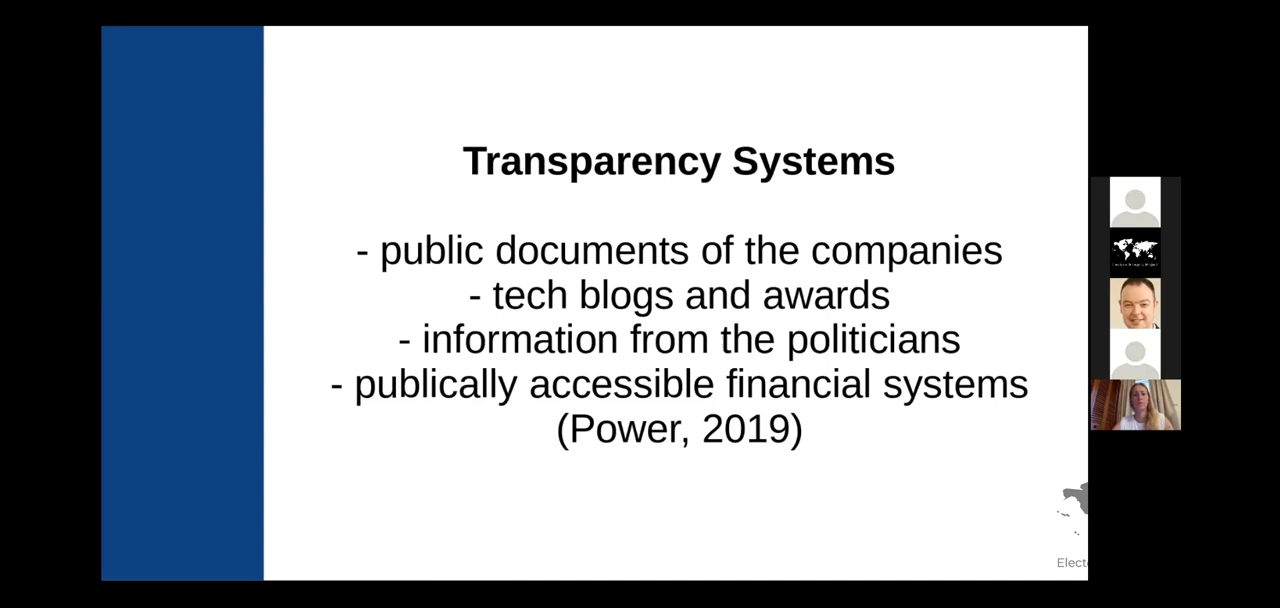 Transparency Systems
- public documents of the companies
- tech blogs and awards
- information from the politicians
- publically accessible financial systems
(Power, 2019)